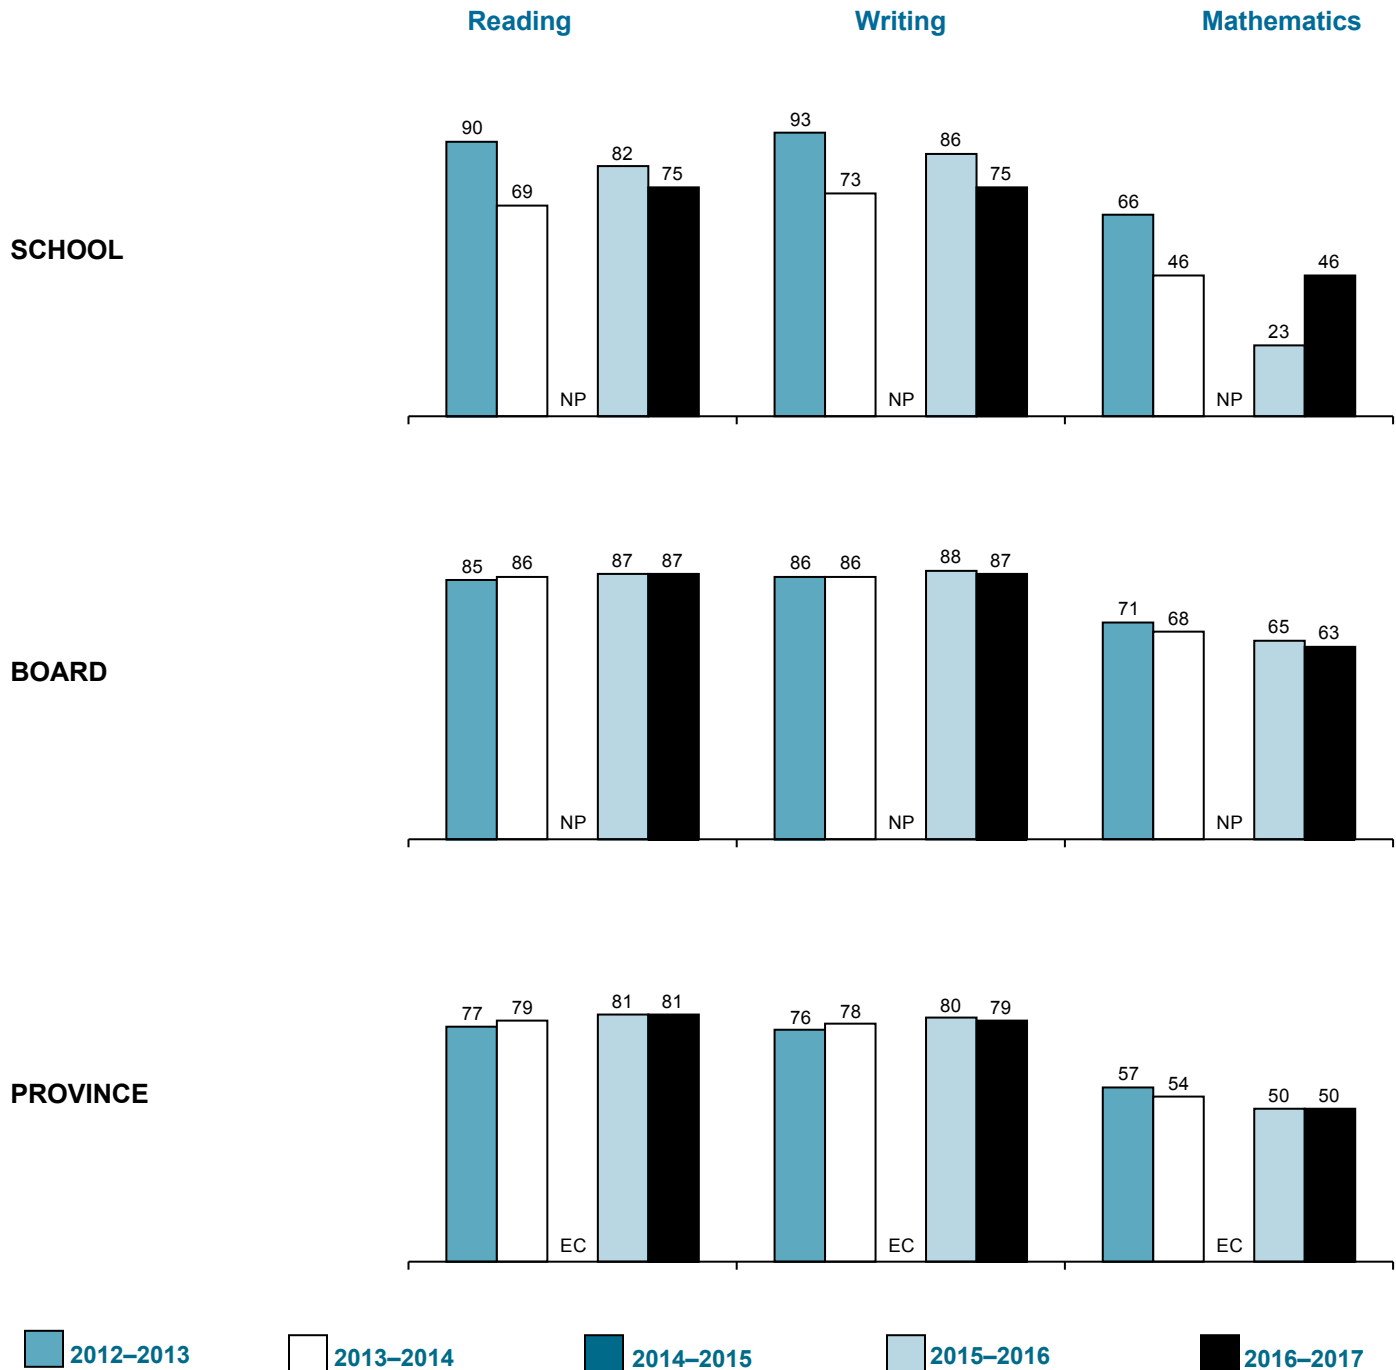 Reading Writing Mathematics
SCHOOL
90 69 NP 82 75 93 73 NP 86 75 66 46 NP 23 46
BOARD
85 86 NP 87 87 86 86 NP 88 87 71 68 NP 65 63
PROVINCE
77 79 EC 81 81 76 78 EC 80 79 57 54 EC 50 50
2012–2013 2013–2014 2014–2015 2015–2016 2016–2017